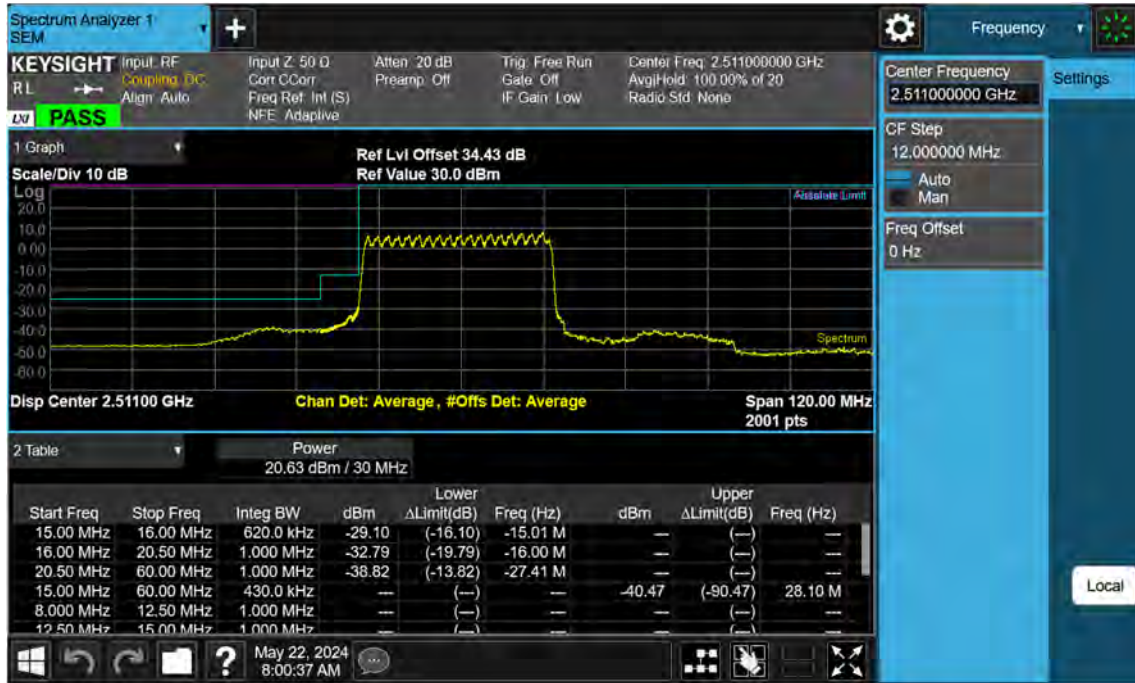 Spectrum Analyzer 1
SEM
+
Frequency
KEYSIGHT
RL
LXI
PASS
Input: RF
Coupling: DC
Align: Auto
Input Z: 50 Ω
Corr CCorr
Freq Ref: Int (S)
NFE: Adaptive
Atten: 20 dB
Preamp: Off
Trig: Free Run
Gate: Off
IF Gain: Low
Center Freq: 2.511000000 GHz
Avg|Hold: 100.00% of 20
Radio Std: None
Center Frequency
2.511000000 GHz
Settings
CF Step
12.000000 MHz
Auto
Man
Freq Offset
0 Hz
1 Graph
Scale/Div 10 dB
Ref Lvl Offset 34.43 dB
Ref Value 30.0 dBm
Log
Absolute Limit
20.0
10.0
0.00
-10.0
-20.0
-30.0
-40.0
-50.0
-60.0
Spectrum
Disp Center 2.51100 GHz
Chan Det: Average, #Offs Det: Average
Span 120.00 MHz
2001 pts
2 Table
Power
20.63 dBm / 30 MHz
Lower Upper
Start Freq Stop Freq Integ BW dBm ΔLimit(dB) Freq (Hz) dBm ΔLimit(dB) Freq (Hz)
15.00 MHz 16.00 MHz 620.0 kHz -29.10 (-16.10) -15.01 M --- (---) ---
16.00 MHz 20.50 MHz 1.000 MHz -32.79 (-19.79) -16.00 M --- (---) ---
20.50 MHz 60.00 MHz 1.000 MHz -38.82 (-13.82) -27.41 M --- (---) ---
15.00 MHz 60.00 MHz 430.0 kHz --- (---) --- -40.47 (-90.47) 28.10 M
8.000 MHz 12.50 MHz 1.000 MHz --- (---) --- --- (---) ---
12.50 MHz 15.00 MHz 1.000 MHz --- (---) --- --- (---) ---
Local
?
May 22, 2024
8:00:37 AM